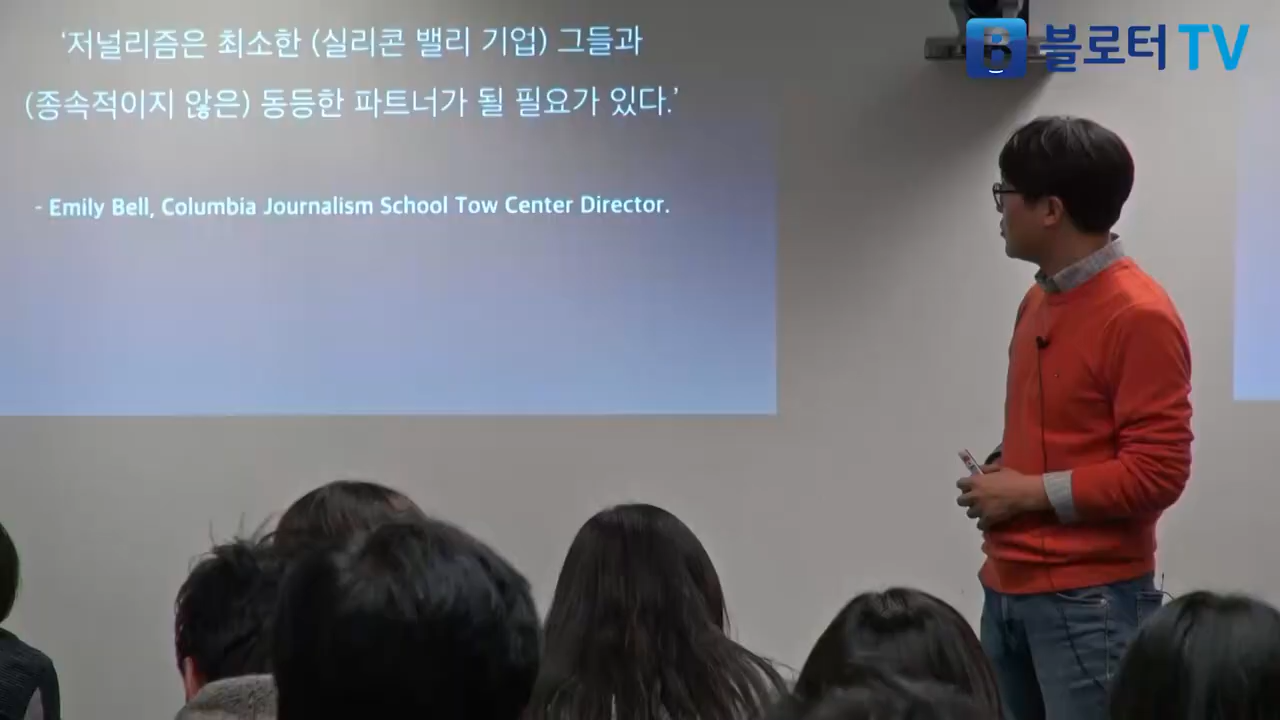 ‘저널리즘은 최소한 (실리콘 밸리 기업) 그들과
(종속적이지 않은) 동등한 파트너가 될 필요가 있다.’
- Emily Bell, Columbia Journalism School Tow Center Director.
B 블로터 TV